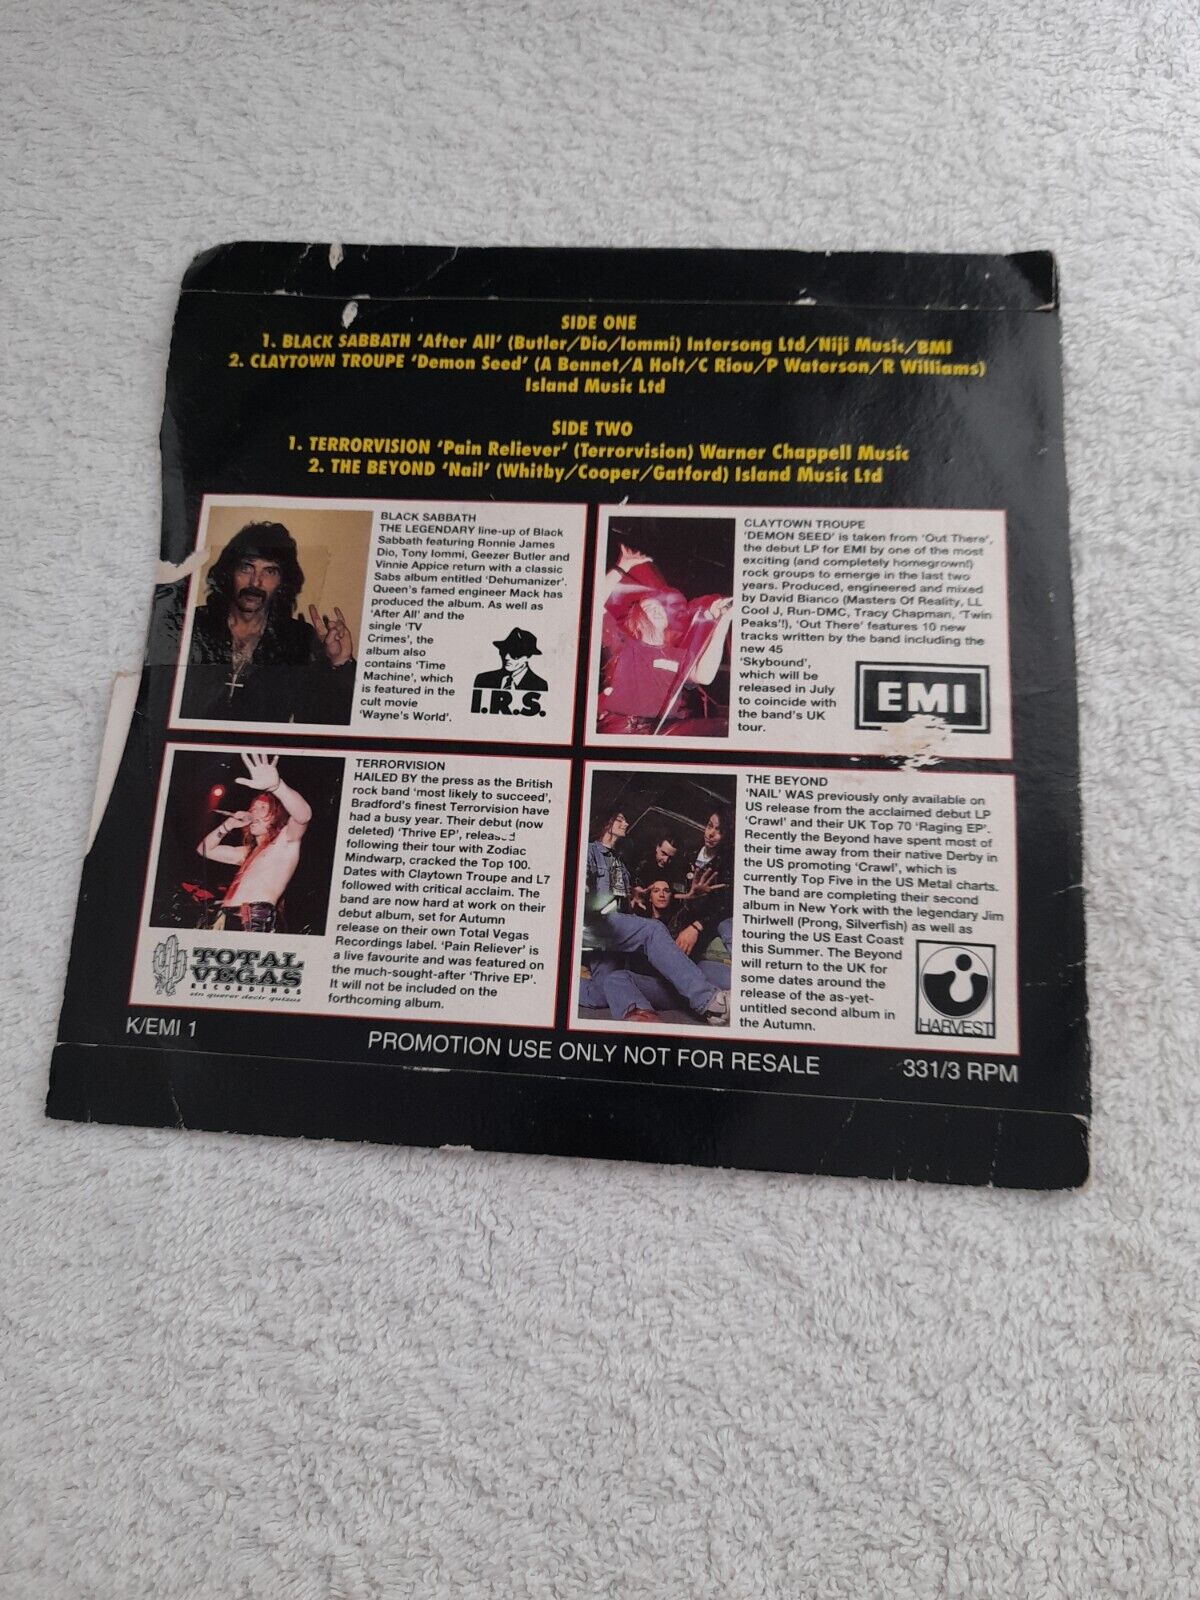 SIDE ONE
1. BLACK SABBATH 'After All' (Butler/Dio/Iommi) Intersong Ltd/Niji Music/BMI
2. CLAYTOWN TROUPE 'Demon Seed' (A Bennet/A Holt/C Riou/P Waterson/R Williams)
Island Music Ltd
SIDE TWO
1. TERRORVISION 'Pain Reliever' (Terrorvision) Warner Chappell Music
2. THE BEYOND 'Nail' (Whitby/Cooper/Gatford) Island Music Ltd
BLACK SABBATH
THE LEGENDARY line-up of Black
Sabbath featuring Ronnie James
Dio, Tony Iommi, Geezer Butler and
Vinnie Appice return with a classic
Sabs album entitled 'Dehumanizer'.
Queen's famed engineer Mack has
produced the album. As well as
'After All' and the
single 'TV
Crimes', the
album also
contains 'Time
Machine', which
is featured in the
cult movie
'Wayne's World'.
I.R.S.
CLAYTOWN TROUPE
'DEMON SEED' is taken from 'Out There',
the debut LP for EMI by one of the most
exciting (and completely homegrown!)
rock groups to emerge in the last two
years. Produced, engineered and mixed
by David Bianco (Masters Of Reality, LL
Cool J, Run-DMC, Tracy Chapman, 'Twin
Peaks'!), 'Out There' features 10 new
tracks written by the band including the
new 45
'Skybound',
which will be
released in July
to coincide with
the band's UK
tour.
EMI
TERRORVISION
HAILED BY the press as the British
rock band 'most likely to succeed',
Bradford's finest Terrorvision have
had a busy year. Their debut (now
deleted) 'Thrive EP', released
following their tour with Zodiac
Mindwarp, cracked the Top 100.
Dates with Claytown Troupe and L7
followed with critical acclaim. The
band are now hard at work on their
debut album, set for Autumn
release on their own Total Vegas
Recordings label. 'Pain Reliever' is
a live favourite and was featured on
the much-sought-after 'Thrive EP'.
It will not be included on the
forthcoming album.
TOTAL
VEGAS
RECORDINGS
sin querer decir quizas
THE BEYOND
'NAIL' WAS previously only available on
US release from the acclaimed debut LP
'Crawl' and their UK Top 70 'Raging EP'.
Recently the Beyond have spent most of
their time away from their native Derby in
the US promoting 'Crawl', which is
currently Top Five in the US Metal charts.
The band are completing their second
album in New York with the legendary Jim
Thirlwell (Prong, Silverfish) as well as
touring the US East Coast
this Summer. The Beyond
will return to the UK for
some dates around the
release of the as-yet-
untitled second album in
the Autumn.
HARVEST
K/EMI 1
PROMOTION USE ONLY NOT FOR RESALE
331/3 RPM